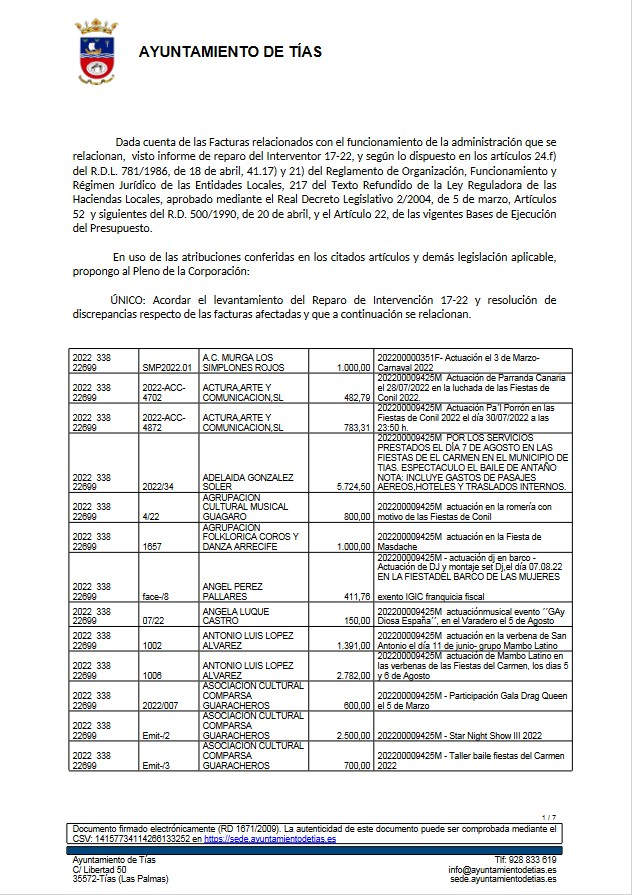 AYUNTAMIENTO DE TÍAS
Dada cuenta de las Facturas relacionados con el funcionamiento de la administración que se
relacionan, visto informe de reparo del Interventor 17-22, y según lo dispuesto en los artículos 24.f)
del R.D.L. 781/1986, de 18 de abril, 41.17) y 21) del Reglamento de Organización, Funcionamiento y
Régimen Jurídico de las Entidades Locales, 217 del Texto Refundido de la Ley Reguladora de las
Haciendas Locales, aprobado mediante el Real Decreto Legislativo 2/2004, de 5 de marzo, Artículos
52 y siguientes del R.D. 500/1990, de 20 de abril, y el Artículo 22, de las vigentes Bases de Ejecución
del Presupuesto.
En uso de las atribuciones conferidas en los citados artículos y demás legislación aplicable,
propongo al Pleno de la Corporación:
ÚNICO: Acordar el levantamiento del Reparo de Intervención 17-22 y resolución de
discrepancias respecto de las facturas afectadas y que a continuación se relacionan.
2022 338 A.C. MURGA LOS 202200000351F- Actuación el 3 de Marzo-
22699 SMP2022.01 SIMPLONES ROJOS 1.000,00 Carnaval 2022
202200009425M Actuación de Parranda Canaria
2022 338 2022-ACC- ACTURA,ARTE Y el 28/07/2022 en la luchada de las Fiestas de
22699 4702 COMUNICACION,SL 482,79 Conil 2022.
202200009425M Actuación Pa'l Porrón en las
2022 338 2022-ACC- ACTURA,ARTE Y Fiestas de Conil 2022 el día 30/07/2022 a las
22699 4872 COMUNICACION,SL 783,31 23:50 h.
202200009425M POR LOS SERVICIOS
PRESTADOS EL DÍA 7 DE AGOSTO EN LAS
FIESTAS DE EL CARMEN EN EL MUNICIPIO DE
TIAS. ESPECTACULO EL BAILE DE ANTAÑO
2022 338 ADELAIDA GONZALEZ NOTA: INCLUYE GASTOS DE PASAJES
22699 2022/34 SOLER 5.724,50 AEREOS,HOTELES Y TRASLADOS INTERNOS.
AGRUPACION
2022 338 CULTURAL MUSICAL 202200009425M actuación en la romería con
22699 4/22 GUAGARO 800,00 motivo de las Fiestas de Conil
AGRUPACION
2022 338 FOLKLORICA COROS Y 202200009425M actuación en la Fiesta de
22699 1657 DANZA ARRECIFE 1.000,00 Masdache
202200009425M - actuación dj en barco -
Actuación de DJ y montaje set Dj,el día 07.08.22
EN LA FIESTADEL BARCO DE LAS MUJERES
2022 338 ANGEL PEREZ
22699 face-/8 PALLARES 411,76 exento IGIC franquicia fiscal
2022 338 ANGELA LUQUE 202200009425M actuaciónmusical evento ´´GAy
22699 07/22 CASTRO 150,00 Diosa España´´, en el Varadero el 5 de Agosto
2022 338 ANTONIO LUIS LOPEZ 202200009425M actuación en la verbena de San
22699 1002 ALVAREZ 1.391,00 Antonio el día 11 de junio- grupo Mambo Latino
202200009425M actuación de Mambo Latino en
2022 338 ANTONIO LUIS LOPEZ las verbenas de las Fiestas del Carmen, los dias 5
22699 1006 ALVAREZ 2.782,00 y 6 de Agosto
ASOCIACION CULTURAL
2022 338 COMPARSA 202200009425M - Participación Gala Drag Queen
22699 2022/007 GUARACHEROS 600,00 el 5 de Marzo
ASOCIACION CULTURAL
2022 338 COMPARSA
22699 Emit-/2 GUARACHEROS 2.500,00 202200009425M - Star Night Show III 2022
ASOCIACION CULTURAL
2022 338 COMPARSA 202200009425M - Taller baile fiestas del Carmen
22699 Emit-/3 GUARACHEROS 700,00 2022
1 / 7
Documento firmado electrónicamente (RD 1671/2009). La autenticidad de este documento puede ser comprobada mediante el
CSV: 14157734114266133252 en https://sede.ayuntamientodetias.es
Ayuntamiento de Tías Tlf: 928 833 619
C/ Libertad 50 info@ayuntamientodetias.es
35572-Tías (Las Palmas) sede.ayuntamientodetias.es